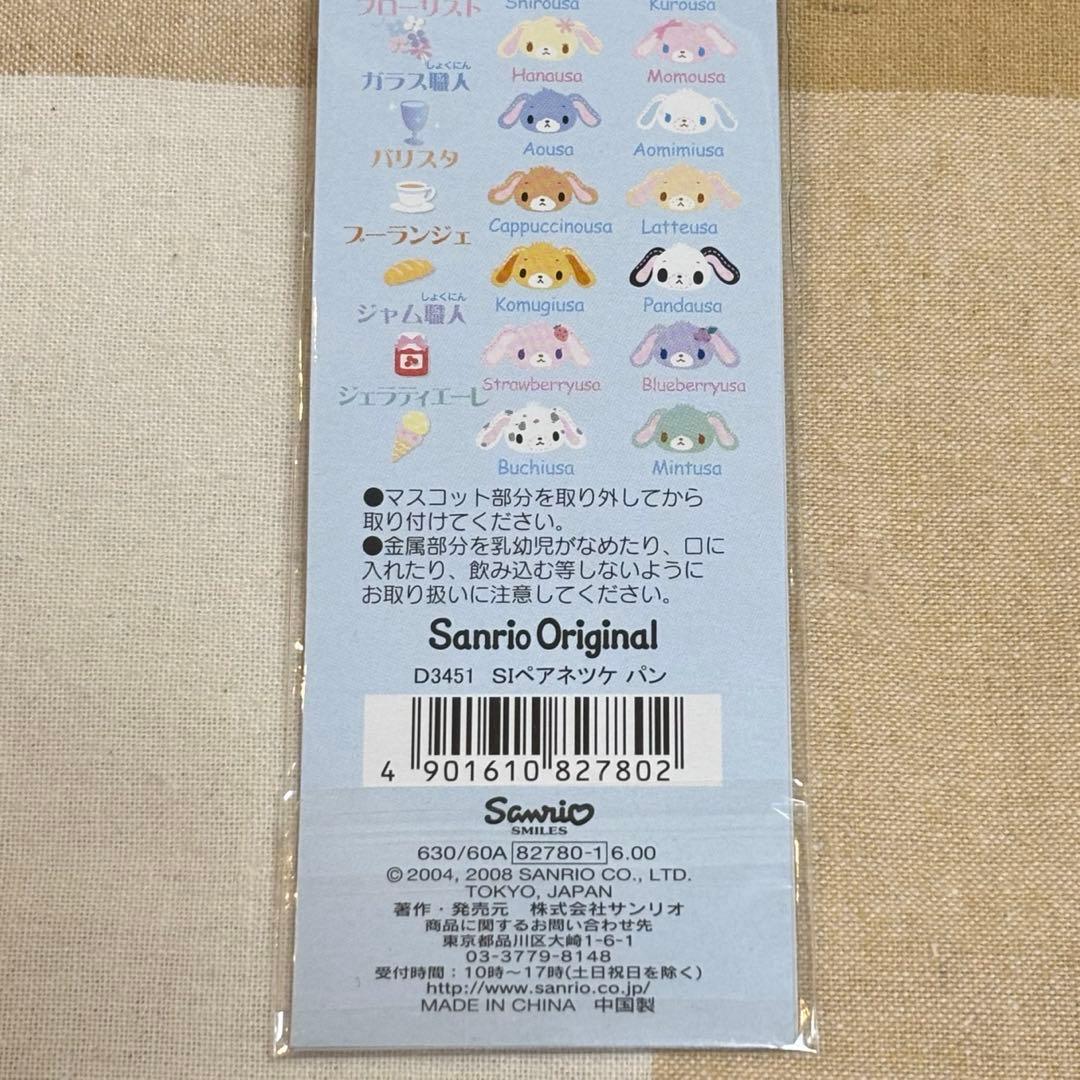 フローリスト Shirousa Kurousa
Hanausa Momousa
しょくにん
ガラス職人
Aousa Aomimiusa
バリスタ
Cappuccinousa Latteusa
ブーランジェ
Komugiusa Pandausa
しょくにん
ジャム職人
Strawberryusa Blueberryusa
ジェラティエーレ
Buchiusa Mintusa
●マスコット部分を取り外してから
取り付けてください。
●金属部分を乳幼児がなめたり、口に
入れたり、飲み込む等しないように
お取り扱いに注意してください。
Sanrio Original
D3451 SIペアネツケ パン
4 901610 827802
Sanrio
SMILES
630/60A 82780-1 6.00
©2004, 2008 SANRIO CO., LTD.
TOKYO, JAPAN
著作・発売元 株式会社サンリオ
商品に関するお問い合わせ先
東京都品川区大崎1-6-1
03-3779-8148
受付時間：10時～17時(土日祝日を除く)
http://www.sanrio.co.jp/
MADE IN CHINA 中国製